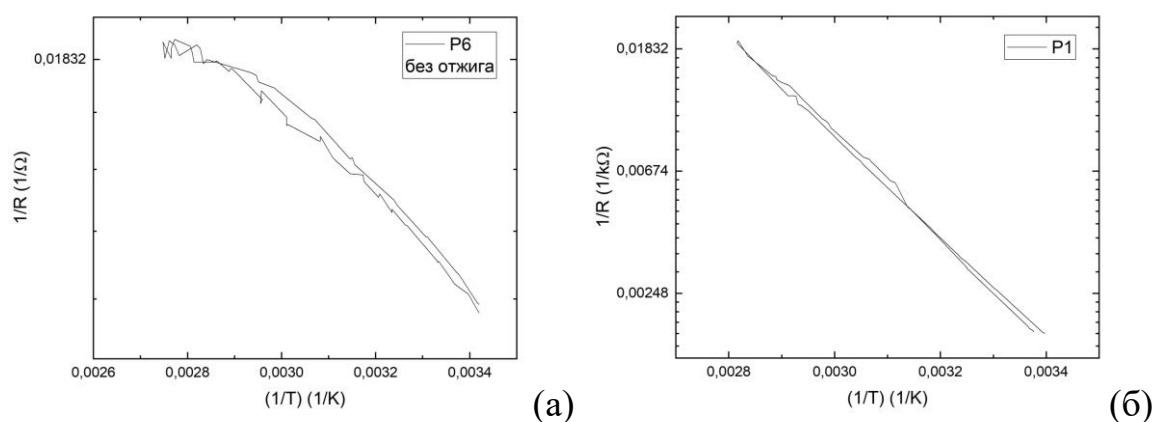 P6
без отжига
0,01832
1/R (1/Ω)
0,0026 0,0028 0,0030 0,0032 0,0034
(1/T) (1/K)
(а)
P1
0,01832
0,00674
0,00248
1/R (1/kΩ)
0,0028 0,0030 0,0032 0,0034
(1/T) (1/K)
(б)